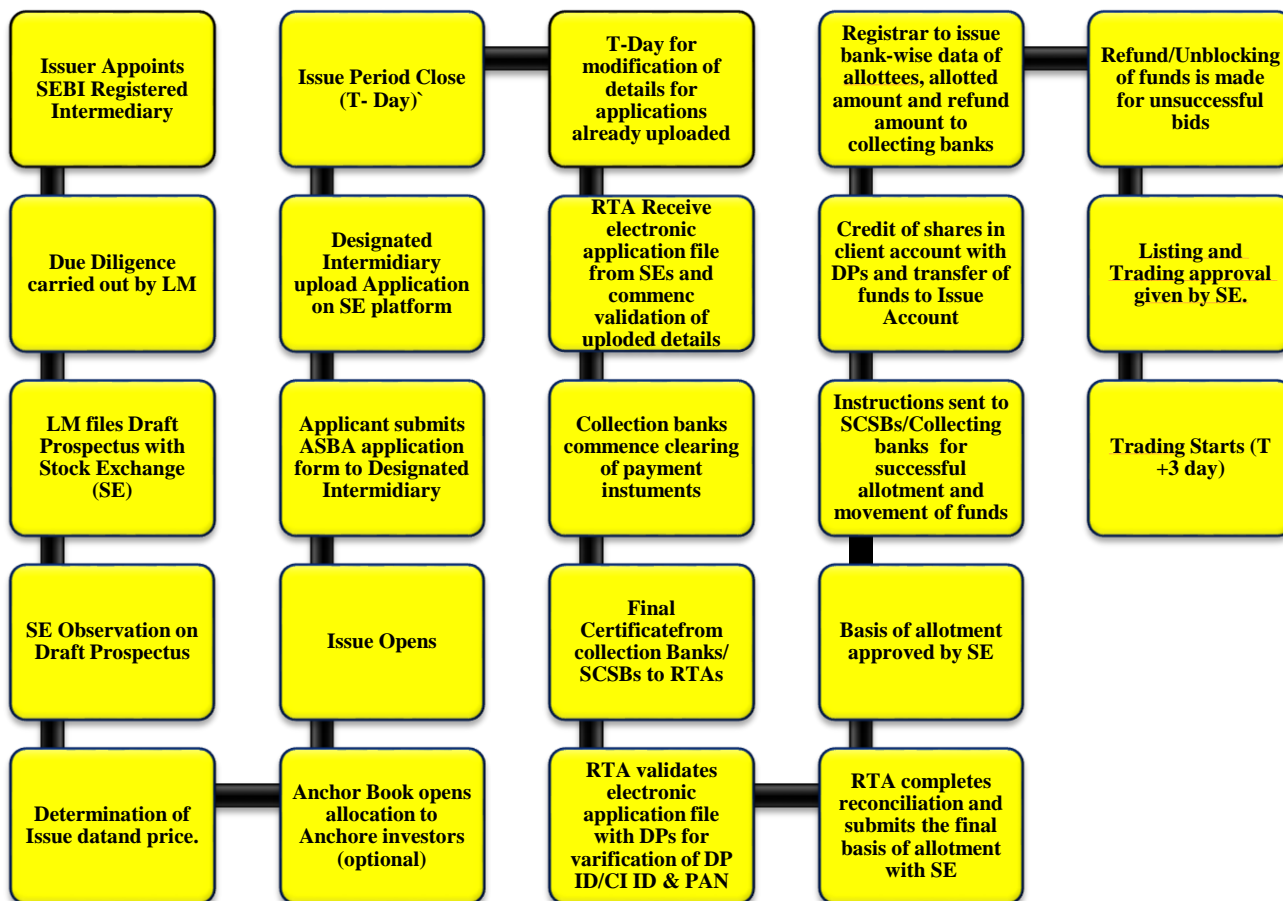 Issuer Appoints
SEBI Registered
Intermediary
Due Diligence
carried out by LM
LM files Draft
Prospectus with
Stock Exchange
(SE)
SE Observation on
Draft Prospectus
Determination of
Issue datand price.
Anchor Book opens
allocation to
Anchore investors
(optional)
Issue Opens
Applicant submits
ASBA application
form to Designated
Intermidiary
Designated
Intermidiary
upload Application
on SE platform
Issue Period Close
(T- Day)`
T-Day for
modification of
details for
applications
already uploaded
RTA Receive
electronic
application file
from SEs and
commenc
validation of
uploded details
Collection banks
commence clearing
of payment
instuments
Final
Certificatefrom
collection Banks/
SCSBs to RTAs
RTA validates
electronic
application file
with DPs for
varification of DP
ID/CI ID & PAN
RTA completes
reconciliation and
submits the final
basis of allotment
with SE
Basis of allotment
approved by SE
Instructions sent to
SCSBs/Collecting
banks for
successful
allotment and
movement of funds
Credit of shares in
client account with
DPs and transfer of
funds to Issue
Account
Registrar to issue
bank-wise data of
allottees, allotted
amount and refund
amount to
collecting banks
Refund/Unblocking
of funds is made
for unsuccessful
bids
Listing and
Trading approval
given by SE.
Trading Starts (T
+3 day)